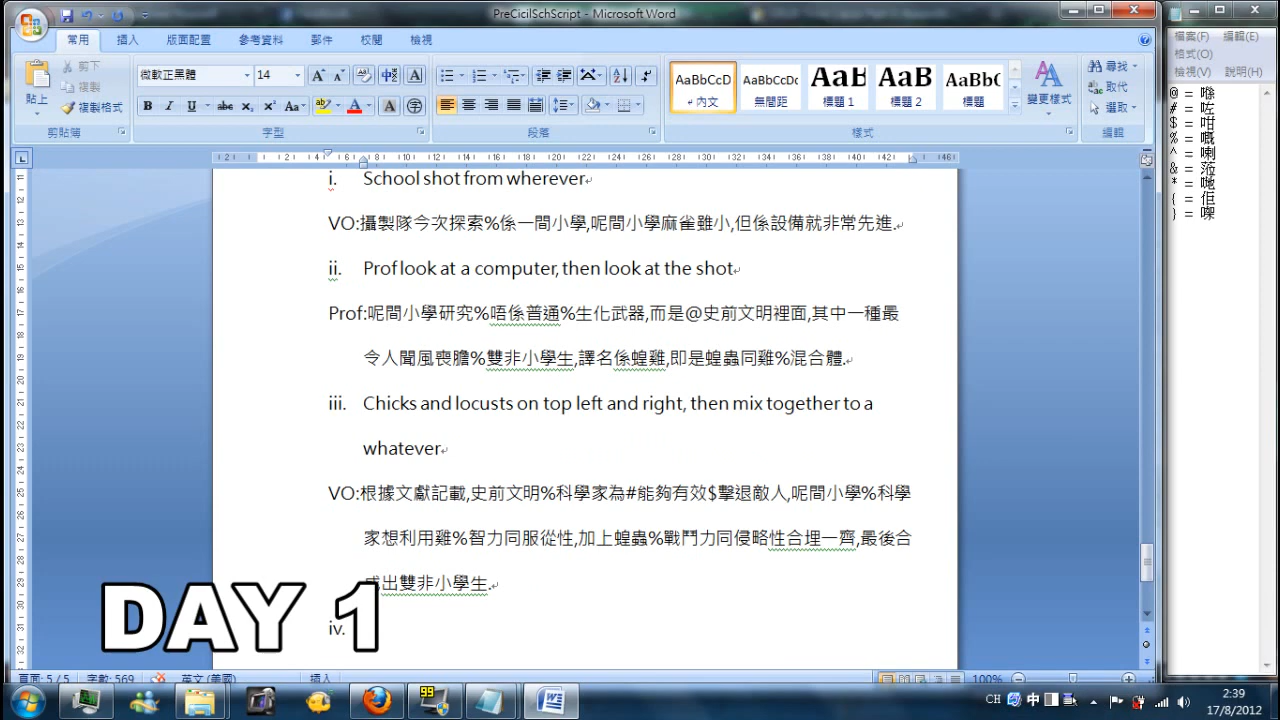 PreCicilSchScript - Microsoft Word
常用 插入 版面配置 參考資料 郵件 校閱 檢視
貼上
剪下
複製
複製格式
剪貼簿
微軟正黑體 14
字型
段落
AaBbCcD AaBbCcDc AaBb AaBb AaBbC
內文 無間距 標題 1 標題 2 標題
變更樣式
樣式
尋找
取代
選取
編輯
i. School shot from wherever
VO:攝製隊今次探索%係一間小學,呢間小學麻雀雖小,但係設備就非常先進.
ii. Prof look at a computer, then look at the shot
Prof:呢間小學研究%唔係普通%生化武器,而是@史前文明裡面,其中一種最
令人聞風喪膽%雙非小學生,譯名係蝗雞,即是蝗蟲同雞%混合體.
iii. Chicks and locusts on top left and right, then mix together to a
whatever
VO:根據文獻記載,史前文明%科學家為#能夠有效$擊退敵人,呢間小學%科學
家想利用雞%智力同服從性,加上蝗蟲%戰鬥力同侵略性合埋一齊,最後合
成出雙非小學生.
iv.
DAY 1
頁面: 5 / 5 字數: 569 英文 (美國) 插入 100%
檔案(F) 編輯(E)
格式(O)
檢視(V) 說明(H)
@ = 喺
# = 咗
$ = 咁
% = 嘅
^ = 喇
& = 菭
* = 哋
{ = 佢
} = 㗎
99
CH 中
2:39
17/8/2012